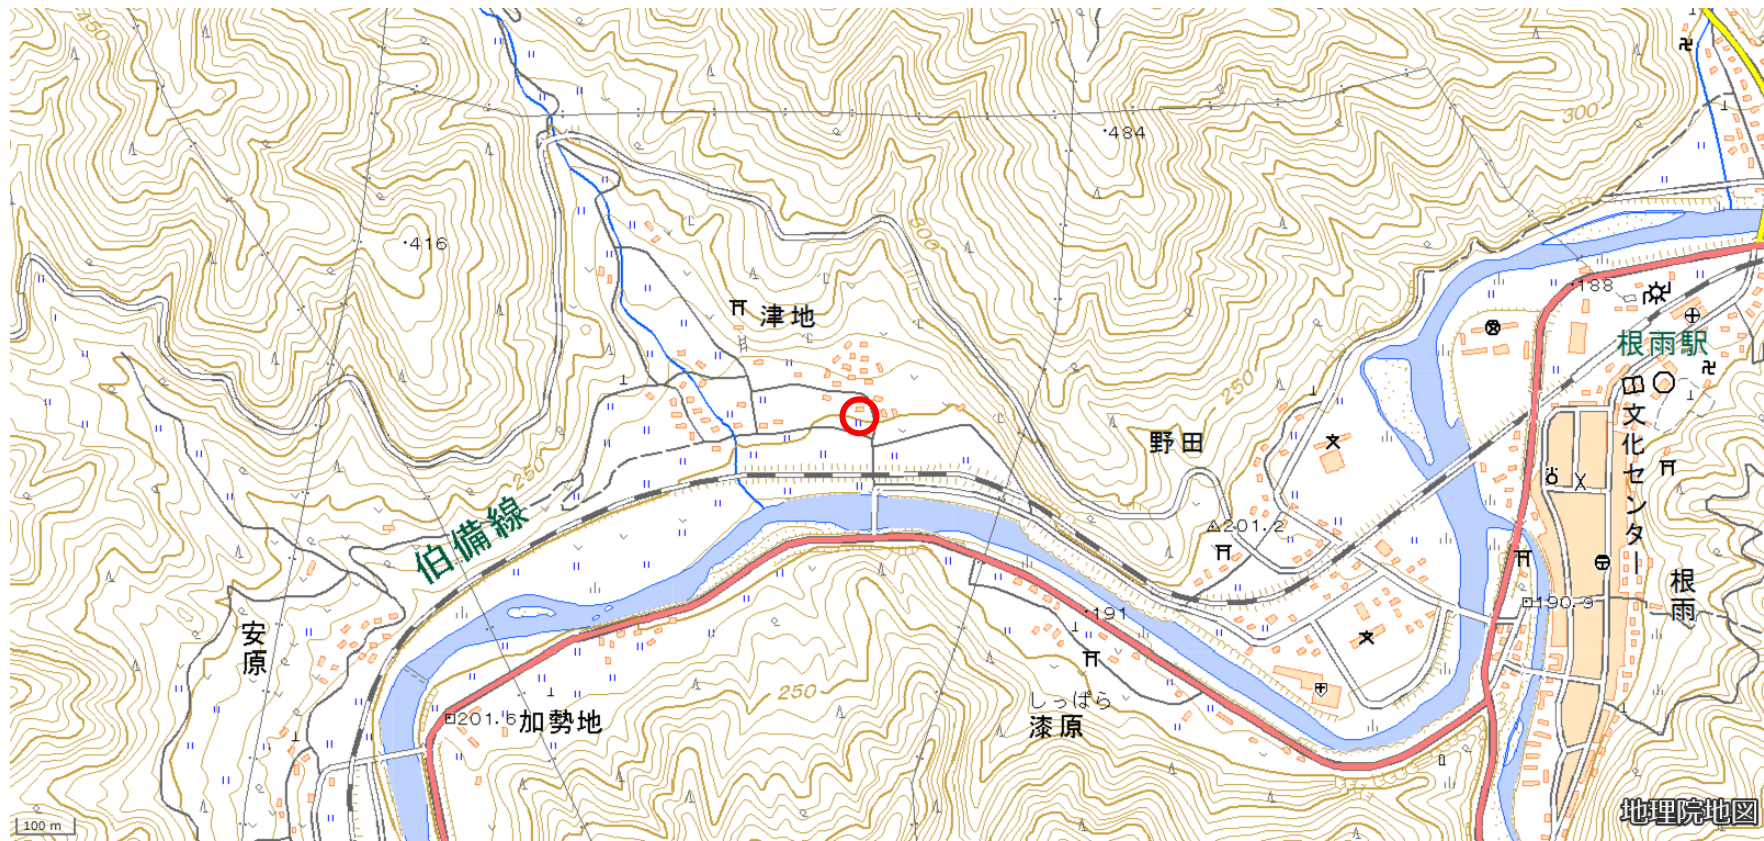 450
484
300
416
300
188
津地
根雨駅
文化センター
250
野田
250
伯備線
201.2
190.9
根雨
191
安原
しっぱら
漆原
250
201.6
加勢地
100 m
地理院地図